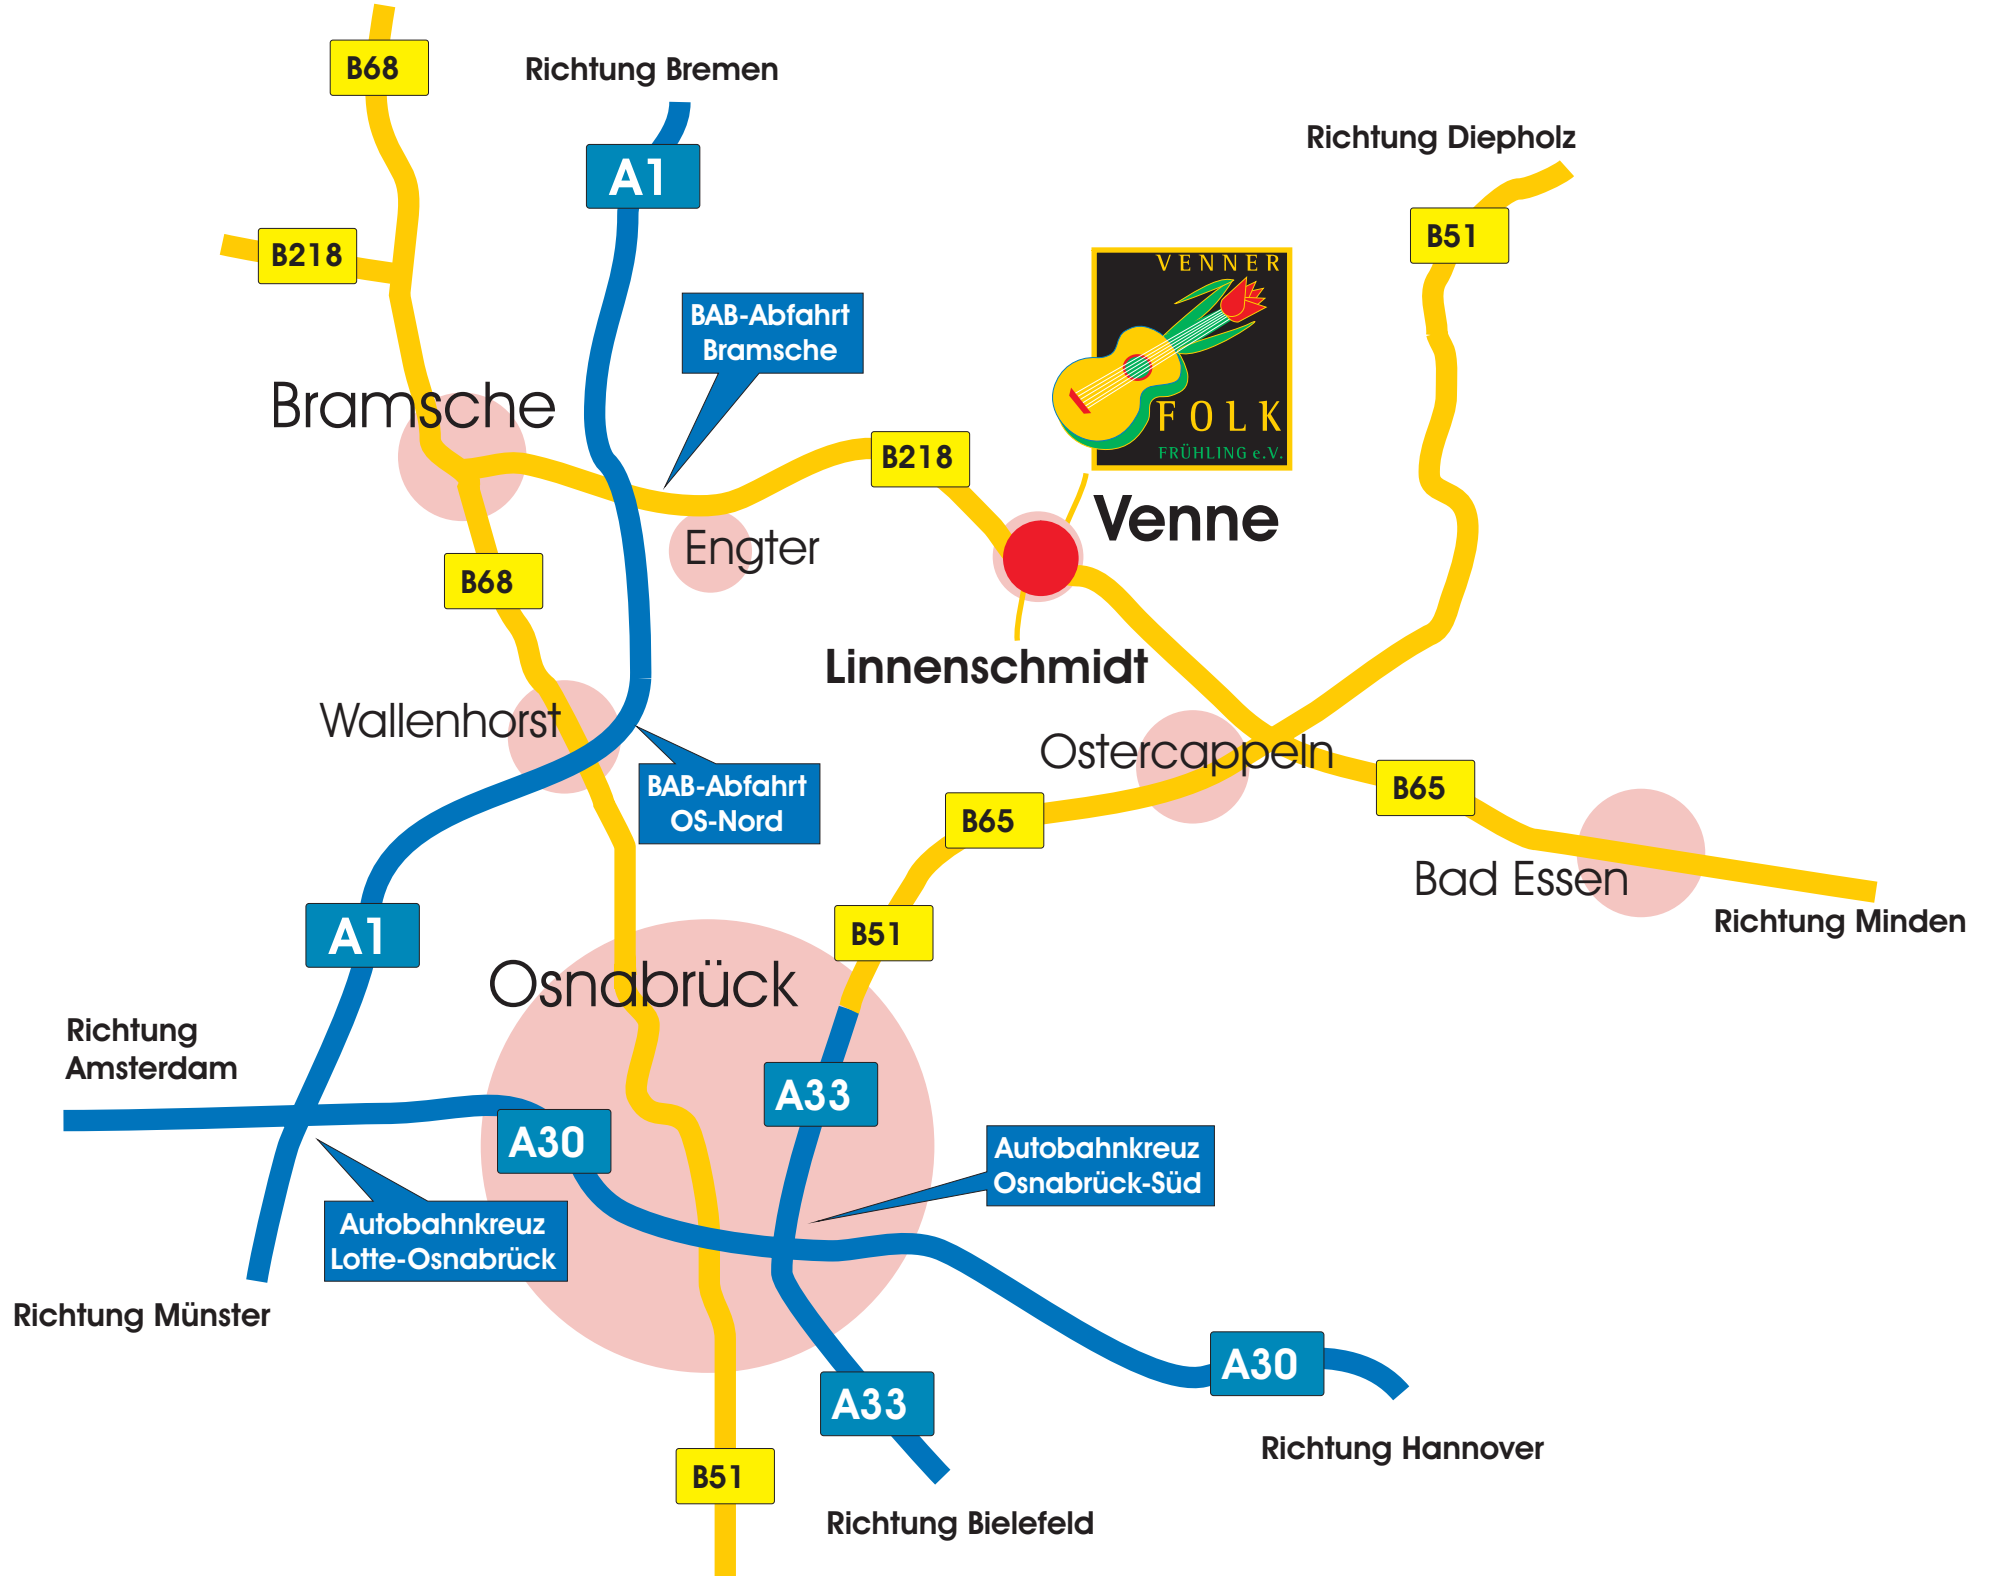 B68
Richtung Bremen
Richtung Diepholz
A1
B51
B218
VENNER
FOLK
FRÜHLING e.V.
BAB-Abfahrt
Bramsche
Bramsche
B218
Venne
Engter
B68
Linnenschmidt
Wallenhorst
Ostercappeln
BAB-Abfahrt
OS-Nord
B65
B65
Bad Essen
Richtung Minden
A1
B51
Osnabrück
Richtung
Amsterdam
A33
A30
Autobahnkreuz
Osnabrück-Süd
Autobahnkreuz
Lotte-Osnabrück
Richtung Münster
A30
A33
Richtung Hannover
B51
Richtung Bielefeld